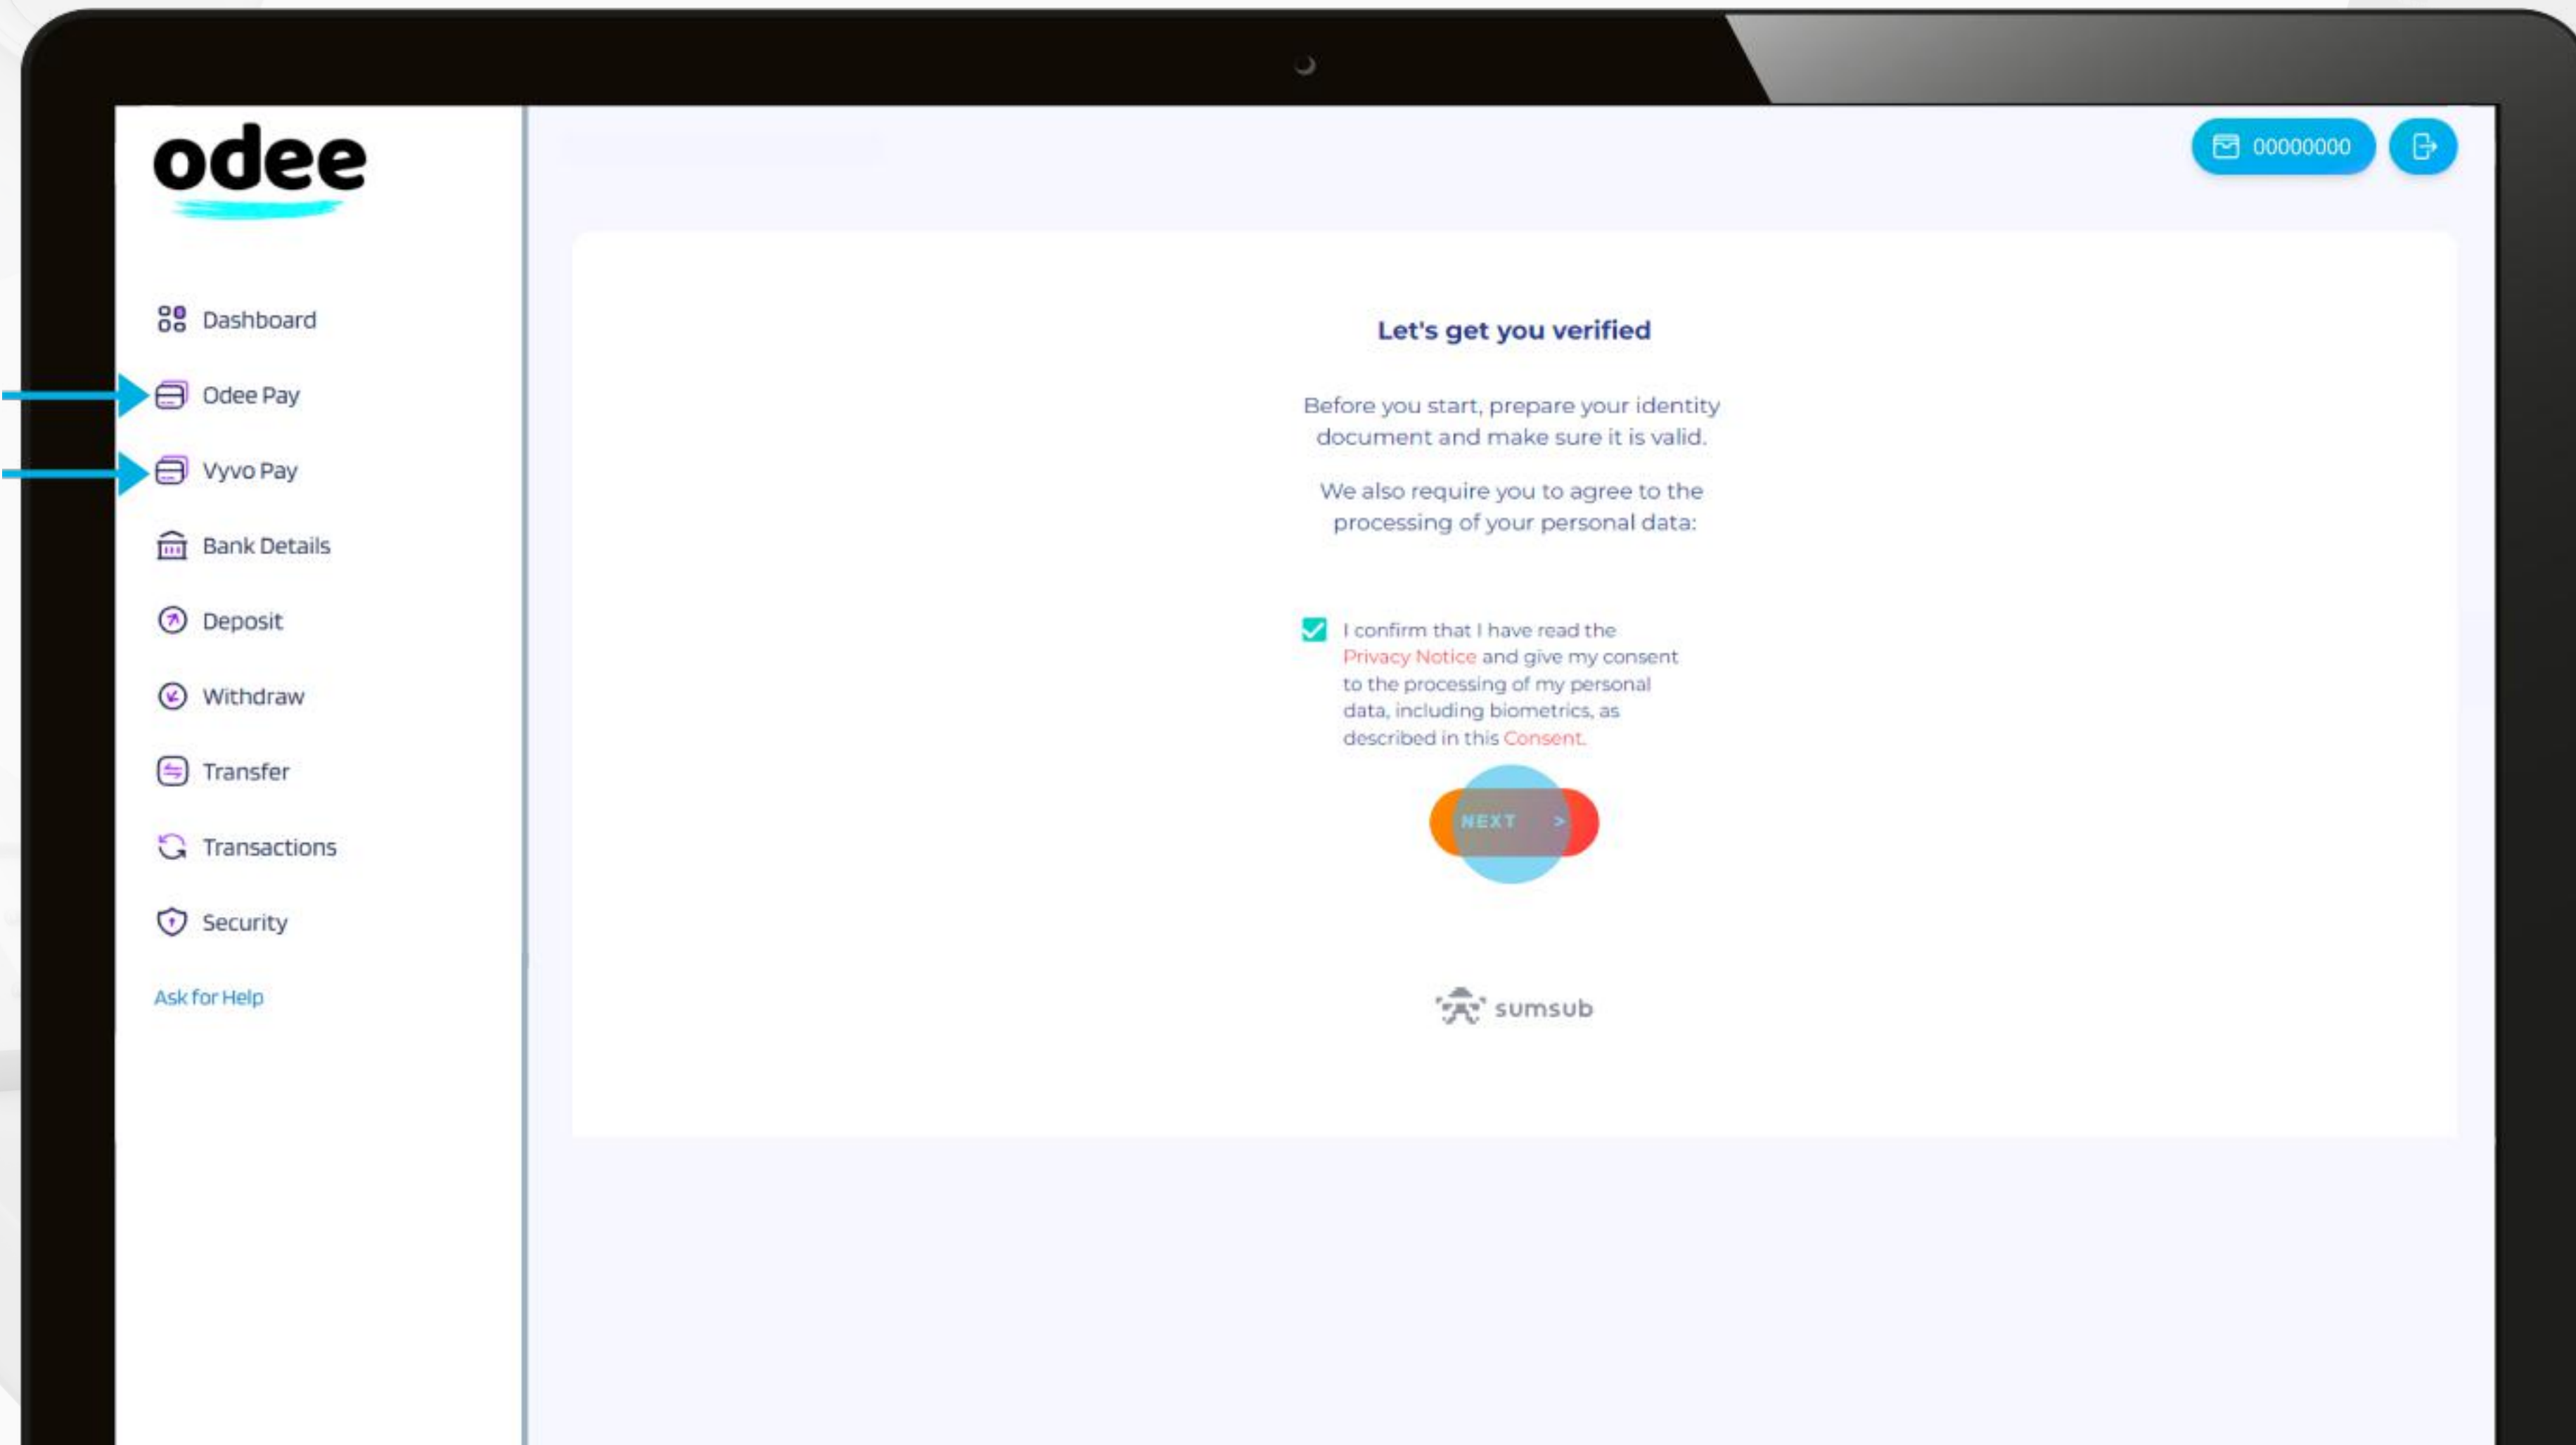 odee
00000000
Dashboard
Odee Pay
Vyvo Pay
Bank Details
Deposit
Withdraw
Transfer
Transactions
Security
Ask for Help
Let's get you verified
Before you start, prepare your identity
document and make sure it is valid.
We also require you to agree to the
processing of your personal data:
I confirm that I have read the
Privacy Notice and give my consent
to the processing of my personal
data, including biometrics, as
described in this Consent.
NEXT >
sumsub